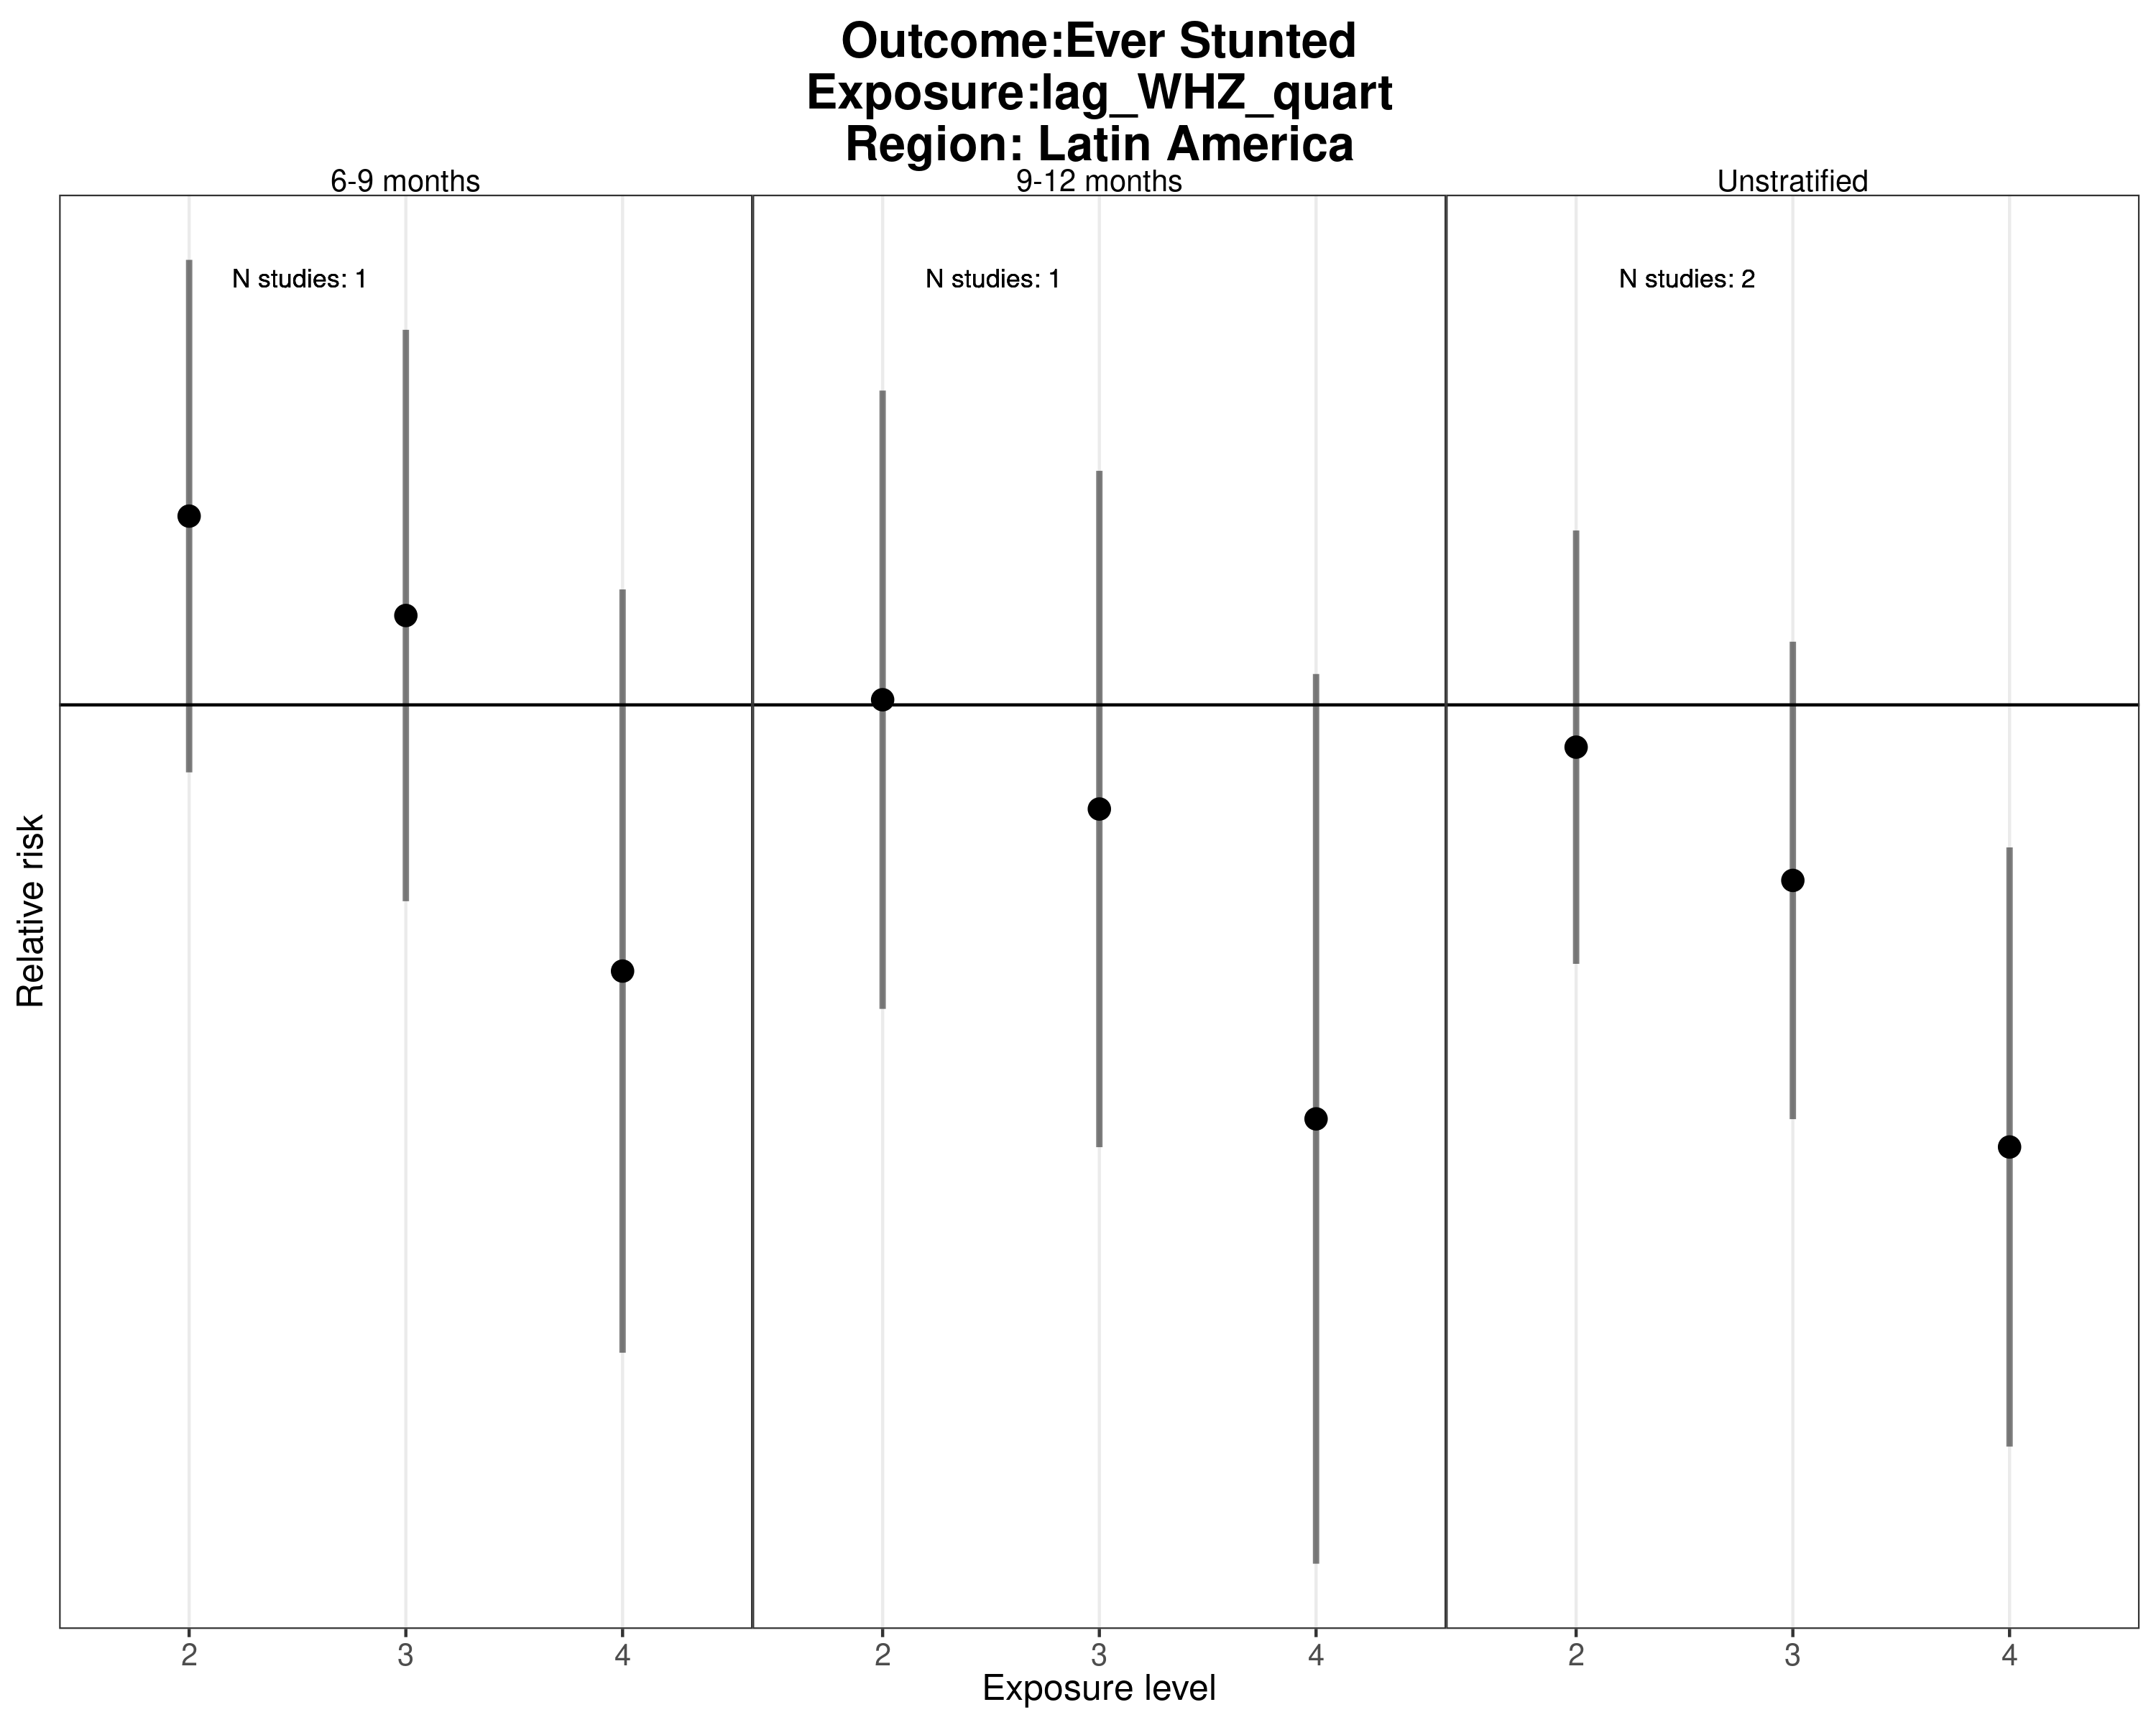 Outcome:Ever Stunted
Exposure:lag_WHZ_quart
Region: Latin America
6-9 months
9-12 months
Unstratified
N studies: 1
N studies: 1
N studies: 2
Relative risk
2
3
4
2
3
4
2
3
4
Exposure level